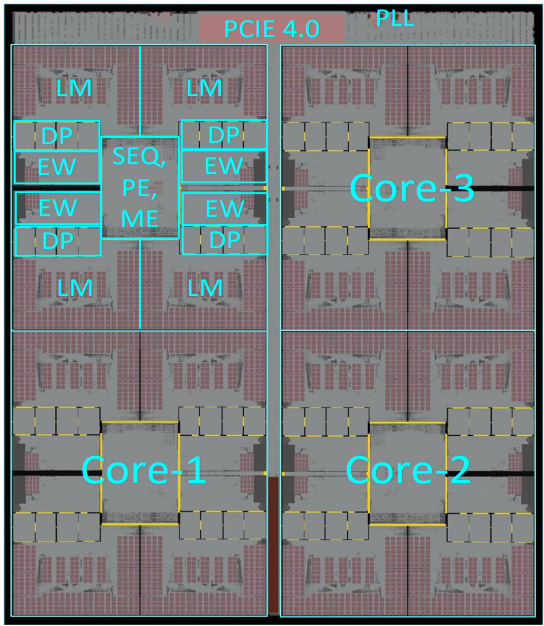 PCIE 4.0
PLL
LM
LM
DP
DP
EW
EW
SEQ,
PE,
ME
EW
EW
DP
DP
LM
LM
Core-3
Core-1
Core-2